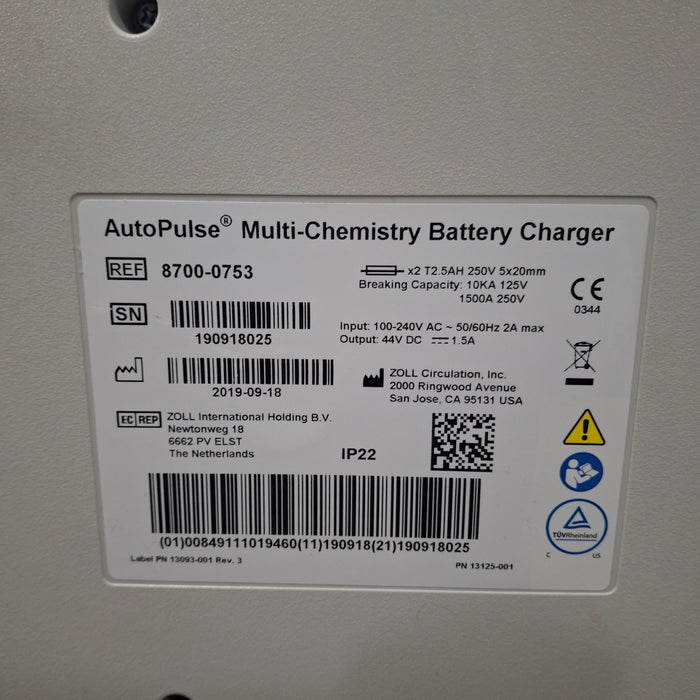 AutoPulse® Multi-Chemistry Battery Charger
REF 8700-0753
x2 T2.5AH 250V 5x20mm
Breaking Capacity: 10KA 125V
1500A 250V
CE
0344
SN
190918025
Input: 100-240V AC ~ 50/60Hz 2A max
Output: 44V DC ⎓ 1.5A
2019-09-18
ZOLL Circulation, Inc.
2000 Ringwood Avenue
San Jose, CA 95131 USA
EC REP
ZOLL International Holding B.V.
Newtonweg 18
6662 PV ELST
The Netherlands
IP22
(01)00849111019460(11)190918(21)190918025
TÜVRheinland
C US
Label PN 13093-001 Rev. 3
PN 13125-001